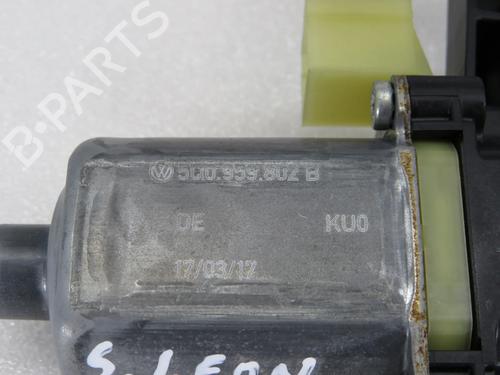 B-PARTS
5Q0.959.802 B
DE KU0
17/03/17
S. LEON